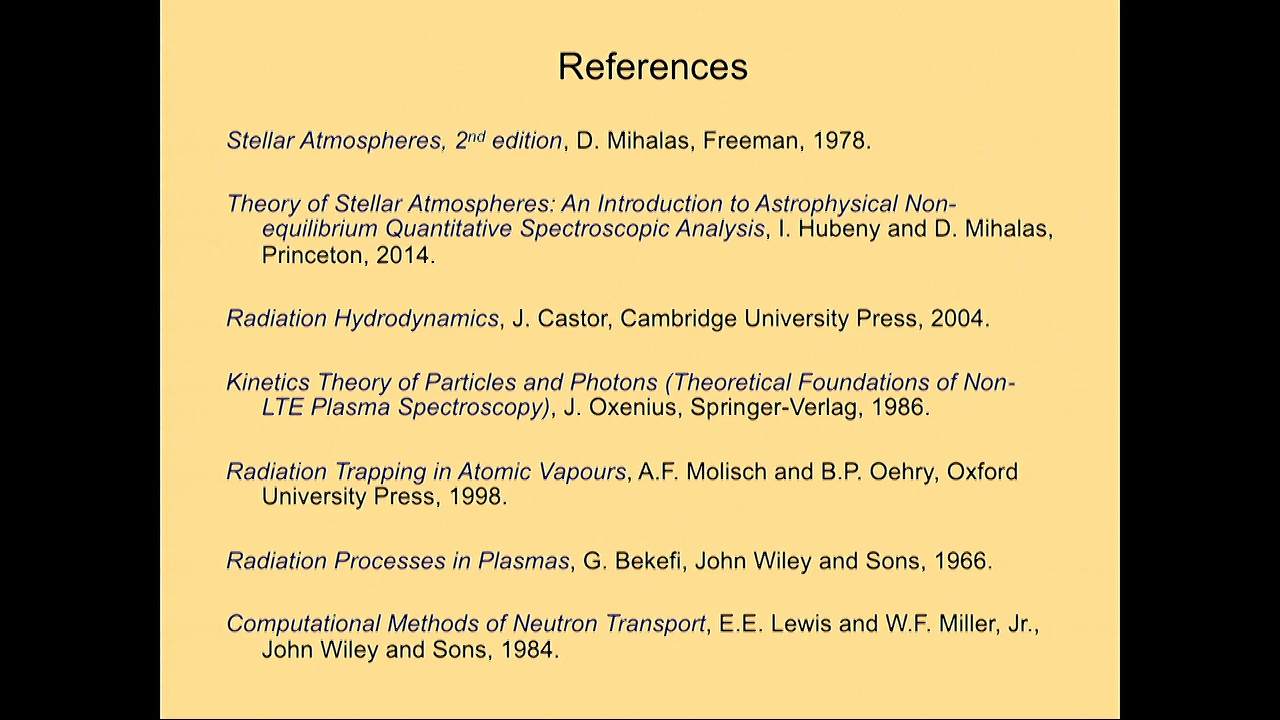 References
Stellar Atmospheres, 2nd edition, D. Mihalas, Freeman, 1978.
Theory of Stellar Atmospheres: An Introduction to Astrophysical Non-
equilibrium Quantitative Spectroscopic Analysis, I. Hubeny and D. Mihalas,
Princeton, 2014.
Radiation Hydrodynamics, J. Castor, Cambridge University Press, 2004.
Kinetics Theory of Particles and Photons (Theoretical Foundations of Non-
LTE Plasma Spectroscopy), J. Oxenius, Springer-Verlag, 1986.
Radiation Trapping in Atomic Vapours, A.F. Molisch and B.P. Oehry, Oxford
University Press, 1998.
Radiation Processes in Plasmas, G. Bekefi, John Wiley and Sons, 1966.
Computational Methods of Neutron Transport, E.E. Lewis and W.F. Miller, Jr.,
John Wiley and Sons, 1984.